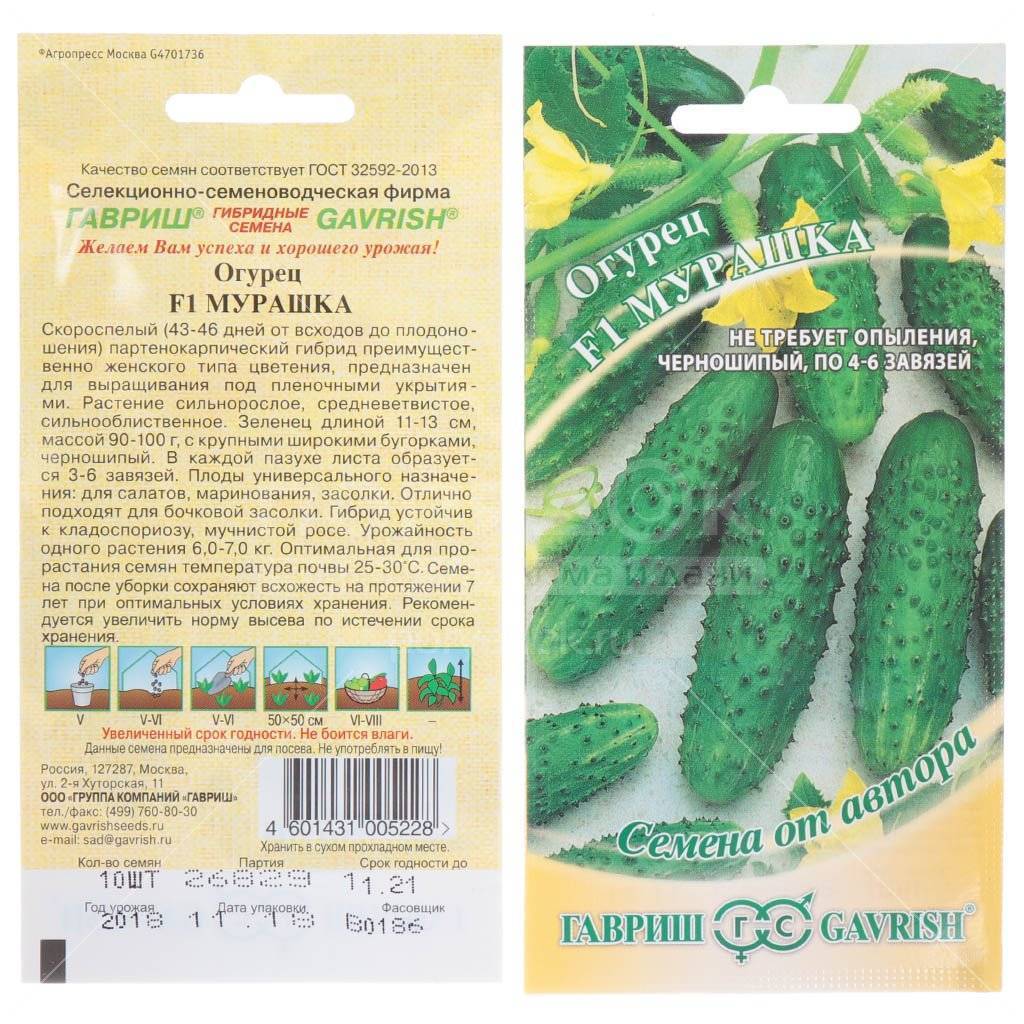 ®Агропресс Москва G4701736
Качество семян соответствует ГОСТ 32592-2013
Селекционно-семеноводческая фирма
ГАВРИШ® ГИБРИДНЫЕ СЕМЕНА GAVRISH®
Желаем Вам успеха и хорошего урожая!
Огурец
F1 МУРАШКА
Скороспелый (43-46 дней от всходов до плодоно-
шения) партенокарпический гибрид преимущест-
венно женского типа цветения, предназначен
для выращивания под пленочными укрытия-
ми. Растение сильнорослое, средневетвистое,
сильнооблиственное. Зеленец длиной 11-13 см,
массой 90-100 г, с крупными широкими бугорками,
черношипый. В каждой пазухе листа образует-
ся 3-6 завязей. Плоды универсального назначе-
ния: для салатов, маринования, засолки. Отлично
подходят для бочковой засолки. Гибрид устойчив
к кладоспориозу, мучнистой росе. Урожайность
одного растения 6,0-7,0 кг. Оптимальная для про-
растания семян температура почвы 25-30°С. Семе-
на после уборки сохраняют всхожесть на протяжении 7
лет при оптимальных условиях хранения. Рекомен-
дуется увеличить норму высева по истечении срока
хранения.
V V-VI V-VI 50×50 см VI-VIII –
Увеличенный срок годности. Не боится влаги.
Данные семена предназначены для посева. Не употреблять в пищу!
Россия, 127287, Москва,
ул. 2-я Хуторская, 11
ООО «ГРУППА КОМПАНИЙ «ГАВРИШ»
тел./факс: (499) 760-80-30
www.gavrishseeds.ru
e-mail: sad@gavrish.ru
4 601431 005228 >
Хранить в сухом прохладном месте.
Кол-во семян Партия Срок годности до
10ШТ 26829 11.21
Год урожая Дата упаковки Фасовщик
2018 11.18 В0186
Огурец
F1 МУРАШКА
НЕ ТРЕБУЕТ ОПЫЛЕНИЯ,
ЧЕРНОШИПЫЙ, ПО 4-6 ЗАВЯЗЕЙ
Семена от автора
ГАВРИШ ГС GAVRISH®